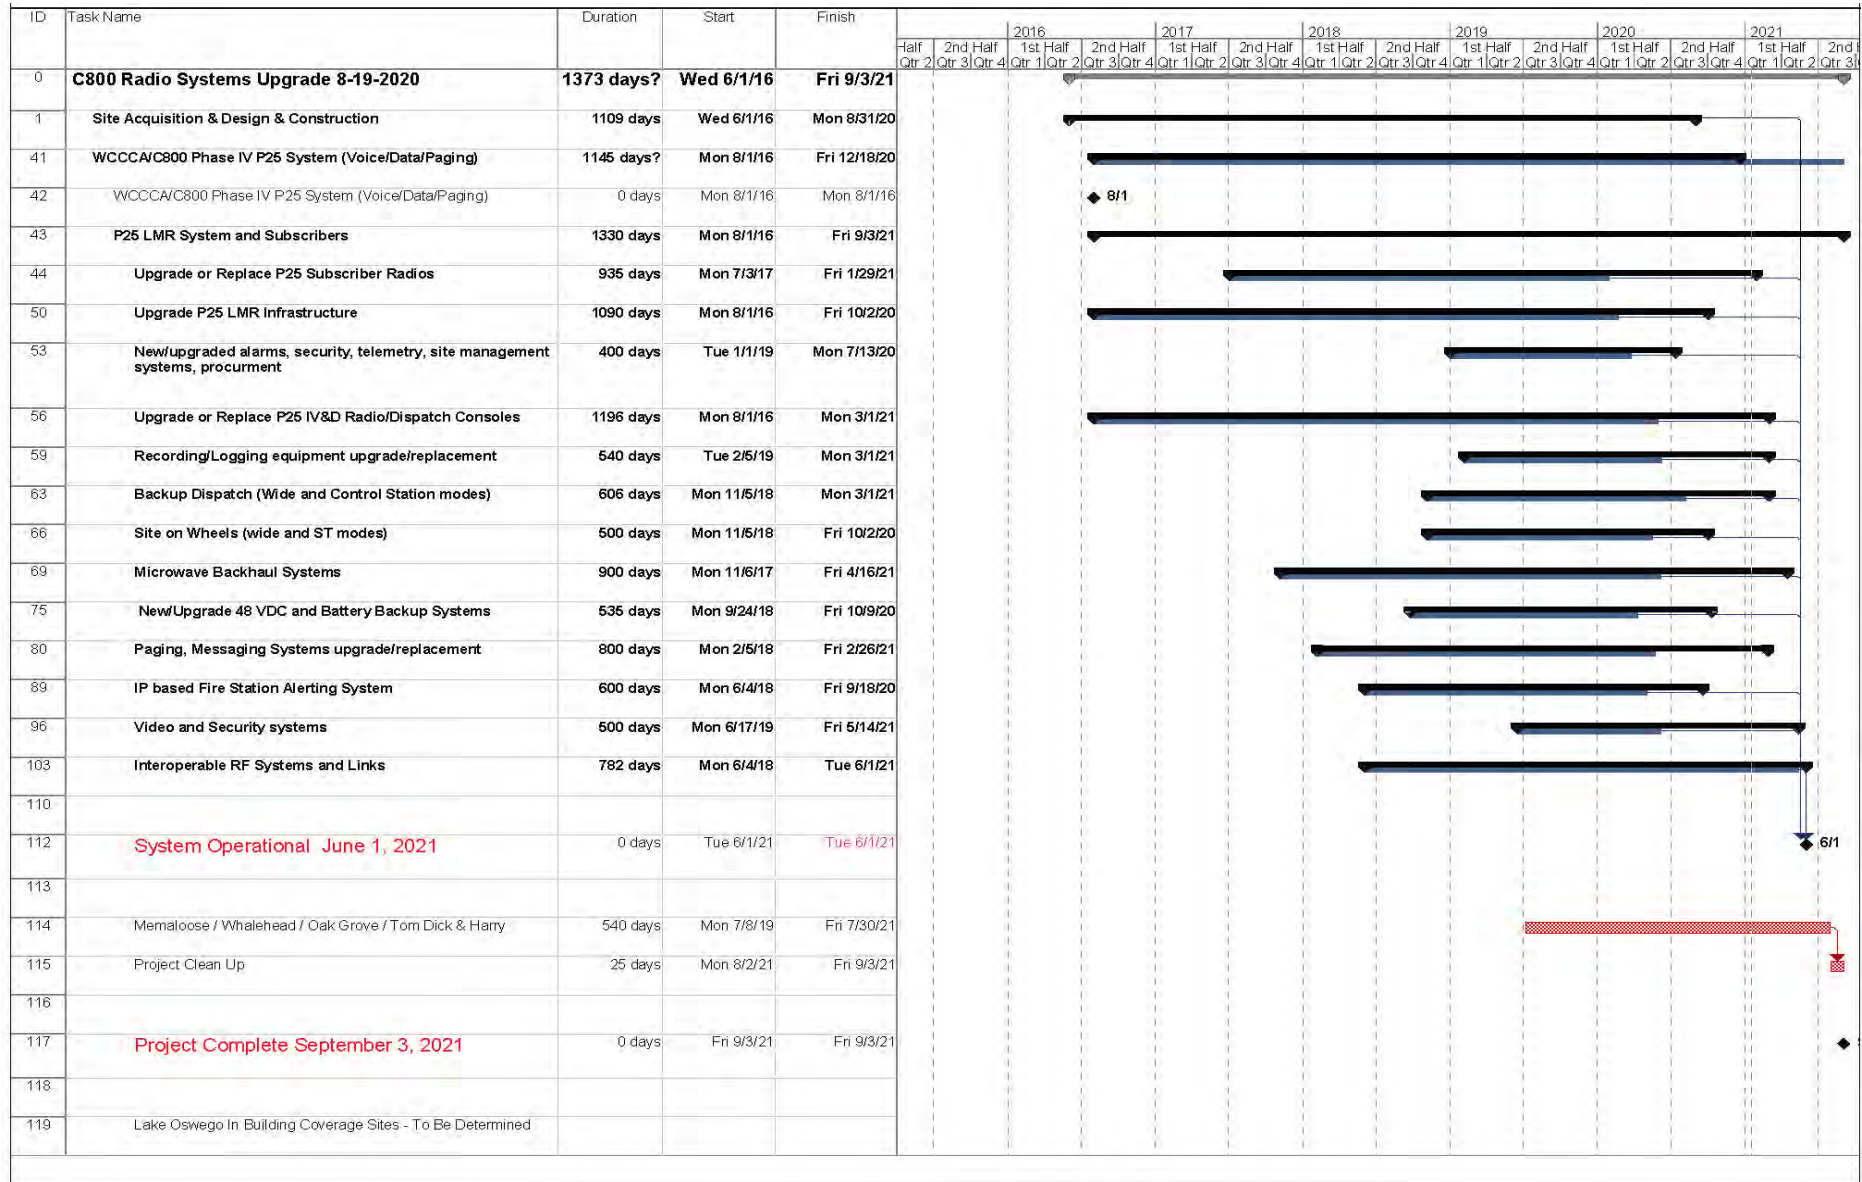 ID Task Name Duration Start Finish
2016 2017 2018 2019 2020 2021
Half 2nd Half 1st Half 2nd Half 1st Half 2nd Half 1st Half 2nd Half 1st Half 2nd Half 1st Half 2nd Half 1st Half 2nd
Qtr 2 Qtr 3 Qtr 4 Qtr 1 Qtr 2 Qtr 3 Qtr 4 Qtr 1 Qtr 2 Qtr 3 Qtr 4 Qtr 1 Qtr 2 Qtr 3 Qtr 4 Qtr 1 Qtr 2 Qtr 3 Qtr 4 Qtr 1 Qtr 2 Qtr 3 Qtr 4 Qtr 1 Qtr 2 Qtr 3
0 C800 Radio Systems Upgrade 8-19-2020 1373 days? Wed 6/1/16 Fri 9/3/21
1 Site Acquisition & Design & Construction 1109 days Wed 6/1/16 Mon 8/31/20
41 WCCCA/C800 Phase IV P25 System (Voice/Data/Paging) 1145 days? Mon 8/1/16 Fri 12/18/20
42 WCCCA/C800 Phase IV P25 System (Voice/Data/Paging) 0 days Mon 8/1/16 Mon 8/1/16 8/1
43 P25 LMR System and Subscribers 1330 days Mon 8/1/16 Fri 9/3/21
44 Upgrade or Replace P25 Subscriber Radios 935 days Mon 7/3/17 Fri 1/29/21
50 Upgrade P25 LMR Infrastructure 1090 days Mon 8/1/16 Fri 10/2/20
53 New/upgraded alarms, security, telemetry, site management 400 days Tue 1/1/19 Mon 7/13/20
systems, procurment
56 Upgrade or Replace P25 IV&D Radio/Dispatch Consoles 1196 days Mon 8/1/16 Mon 3/1/21
59 Recording/Logging equipment upgrade/replacement 540 days Tue 2/5/19 Mon 3/1/21
63 Backup Dispatch (Wide and Control Station modes) 606 days Mon 11/5/18 Mon 3/1/21
66 Site on Wheels (wide and ST modes) 500 days Mon 11/5/18 Fri 10/2/20
69 Microwave Backhaul Systems 900 days Mon 11/6/17 Fri 4/16/21
75 New/Upgrade 48 VDC and Battery Backup Systems 535 days Mon 9/24/18 Fri 10/9/20
80 Paging, Messaging Systems upgrade/replacement 800 days Mon 2/5/18 Fri 2/26/21
89 IP based Fire Station Alerting System 600 days Mon 6/4/18 Fri 9/18/20
96 Video and Security systems 500 days Mon 6/17/19 Fri 5/14/21
103 Interoperable RF Systems and Links 782 days Mon 6/4/18 Tue 6/1/21
110
112 System Operational June 1, 2021 0 days Tue 6/1/21 Tue 6/1/21 6/1
113
114 Memaloose / Whalehead / Oak Grove / Tom Dick & Harry 540 days Mon 7/8/19 Fri 7/30/21
115 Project Clean Up 25 days Mon 8/2/21 Fri 9/3/21
116
117 Project Complete September 3, 2021 0 days Fri 9/3/21 Fri 9/3/21
118
119 Lake Oswego In Building Coverage Sites - To Be Determined